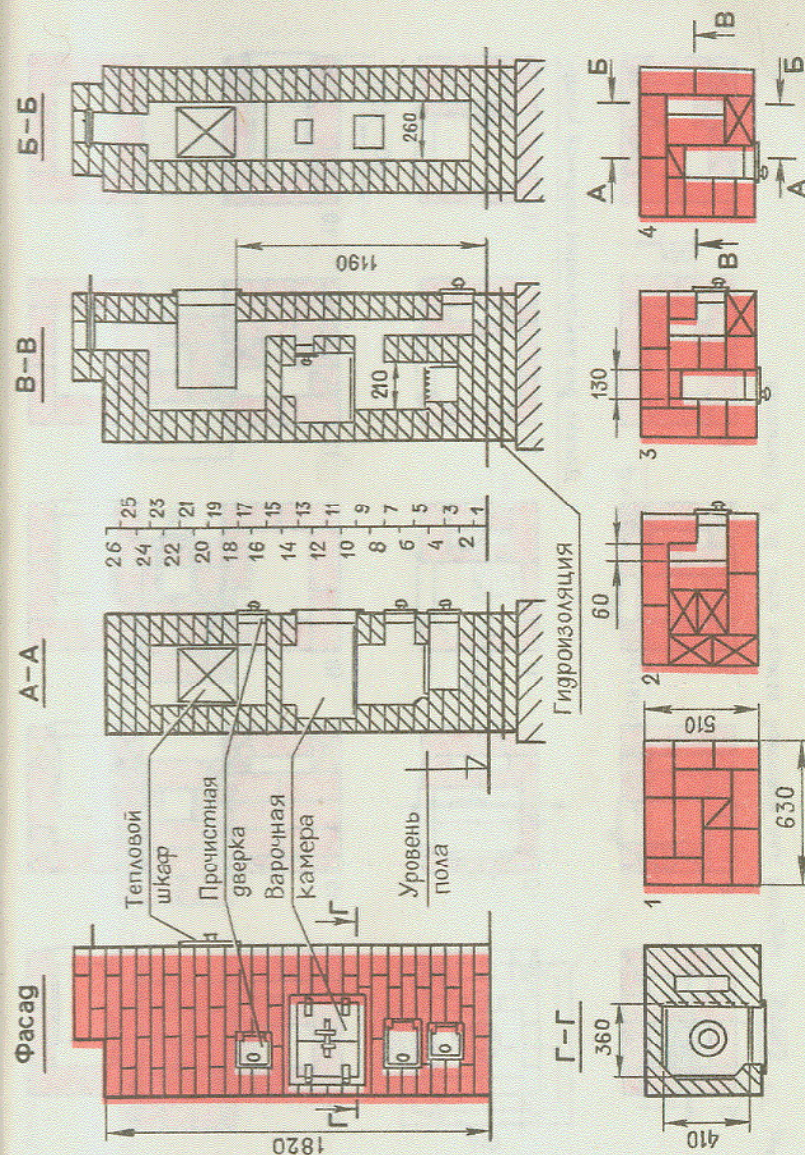 Фасад
А-А
В-В
Б-Б
1820
Тепловой
шкаф
Прочистная
дверка
Варочная
камера
Уровень
пола
Г
Г
26
25
24
23
22
21
20
19
18
17
16
15
14
13
12
11
10
9
8
7
6
5
4
3
2
1
Гидроизоляция
210
1190
260
Г-Г
360
410
1
510
630
2
60
3
130
4
А
А
Б
Б
В
В